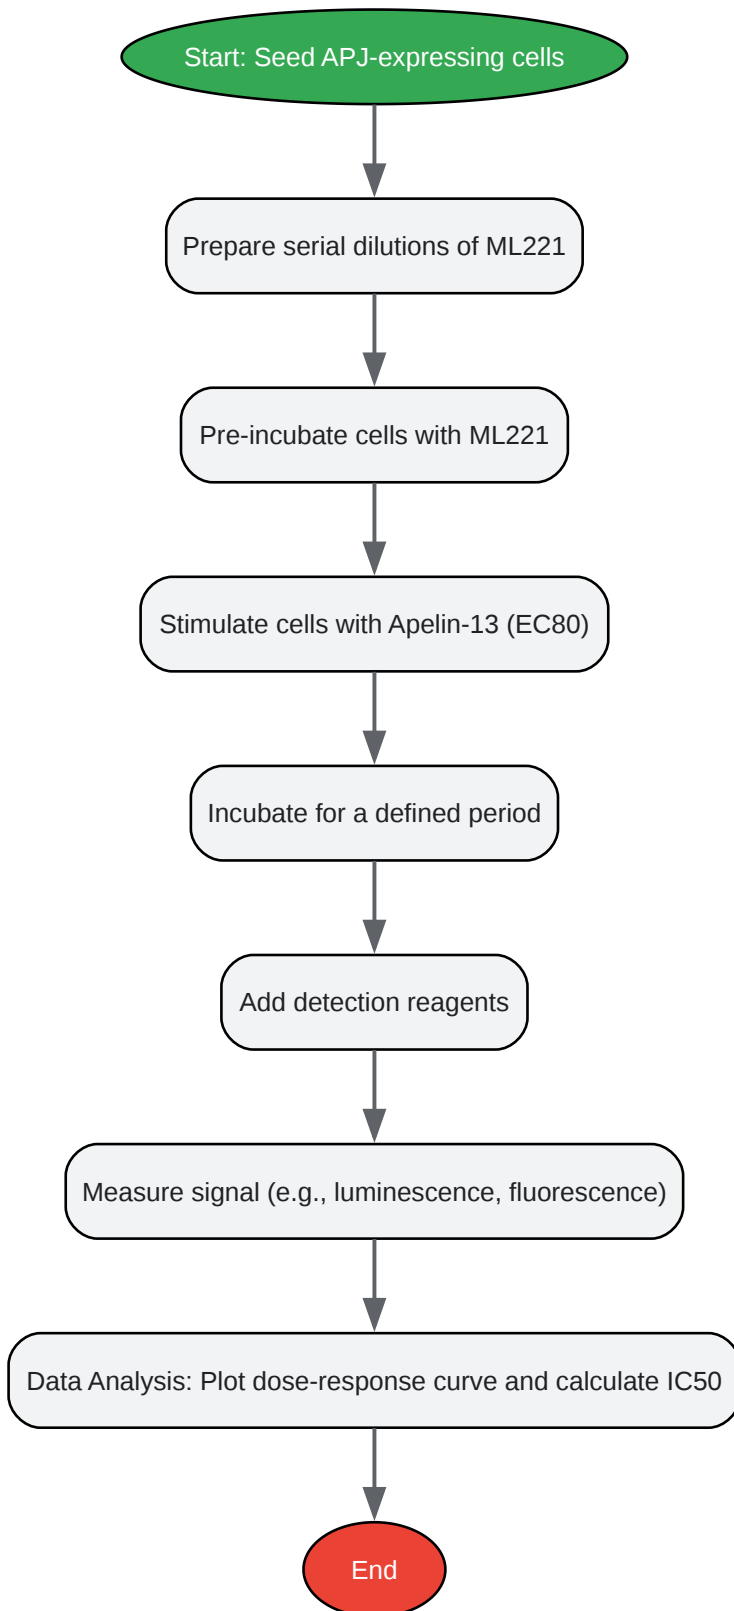 Start: Seed APJ-expressing cells
Prepare serial dilutions of ML221
Pre-incubate cells with ML221
Stimulate cells with Apelin-13 (EC80)
Incubate for a defined period
Add detection reagents
Measure signal (e.g., luminescence, fluorescence)
Data Analysis: Plot dose-response curve and calculate IC50
End